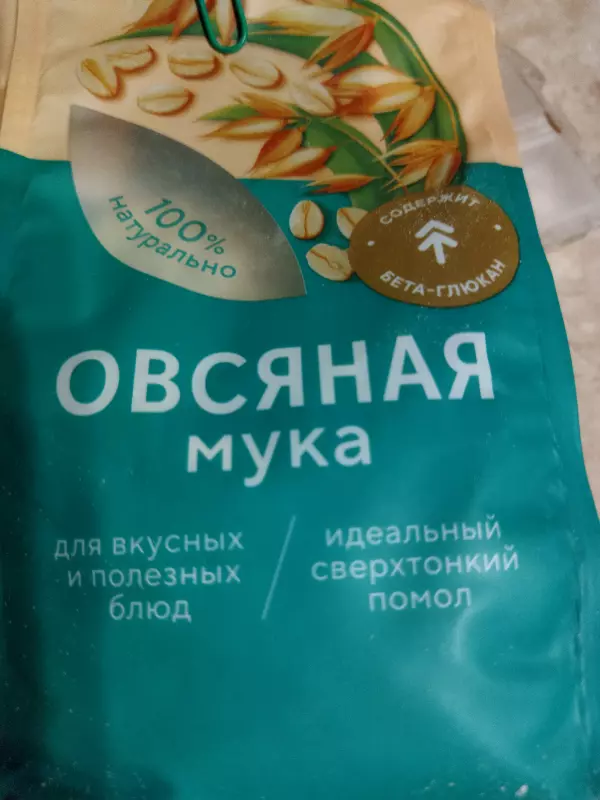 100%
натурально
СОДЕРЖИТ
БЕТА-ГЛЮКАН
ОВСЯНАЯ
мука
для вкусных
и полезных
блюд
идеальный
сверхтонкий
помол